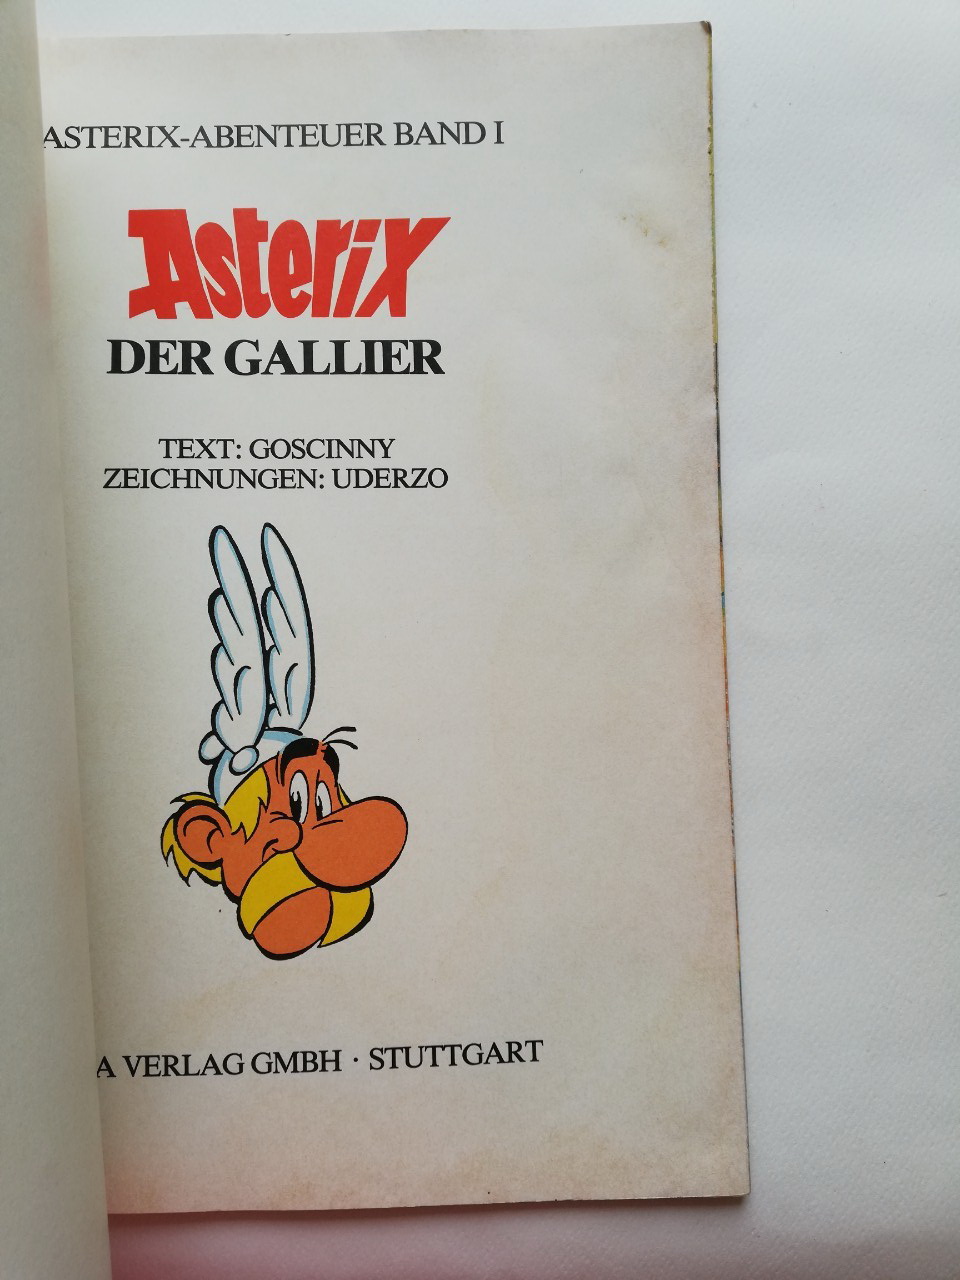 ASTERIX-ABENTEUER BAND I
Asterix
DER GALLIER
TEXT: GOSCINNY
ZEICHNUNGEN: UDERZO
A VERLAG GMBH · STUTTGART